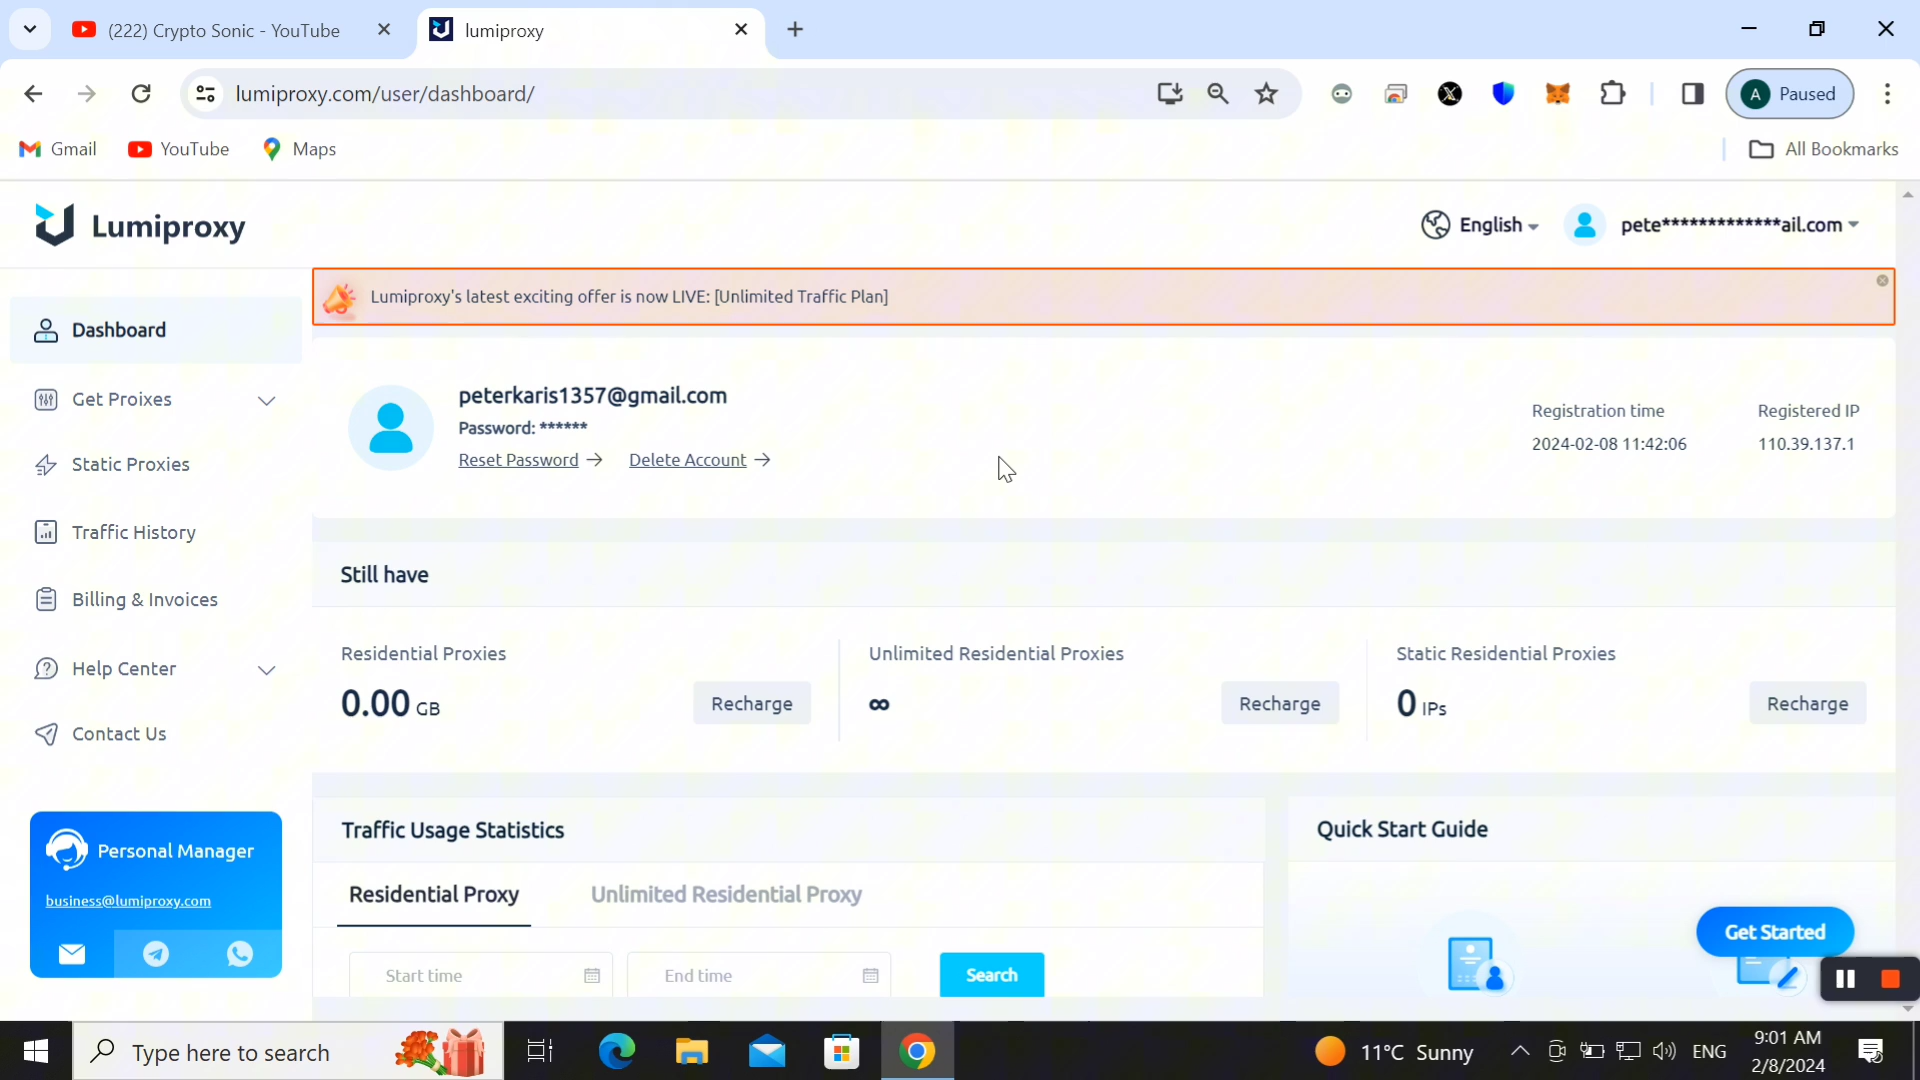 (222) Crypto Sonic - YouTube
lumiproxy
lumiproxy.com/user/dashboard/
A Paused
Gmail YouTube Maps
All Bookmarks
Lumiproxy
English
pete*************ail.com
Lumiproxy's latest exciting offer is now LIVE: [Unlimited Traffic Plan]
Dashboard
Get Proixes
Static Proxies
Traffic History
Billing & Invoices
Help Center
Contact Us
Personal Manager
business@lumiproxy.com
peterkaris1357@gmail.com
Password: ******
Reset Password → Delete Account →
Registration time
2024-02-08 11:42:06
Registered IP
110.39.137.1
Still have
Residential Proxies
0.00 GB
Recharge
Unlimited Residential Proxies
∞
Recharge
Static Residential Proxies
0 IPs
Recharge
Traffic Usage Statistics
Residential Proxy
Unlimited Residential Proxy
Start time
End time
Search
Quick Start Guide
Get Started
Type here to search
11°C Sunny
ENG
9:01 AM
2/8/2024